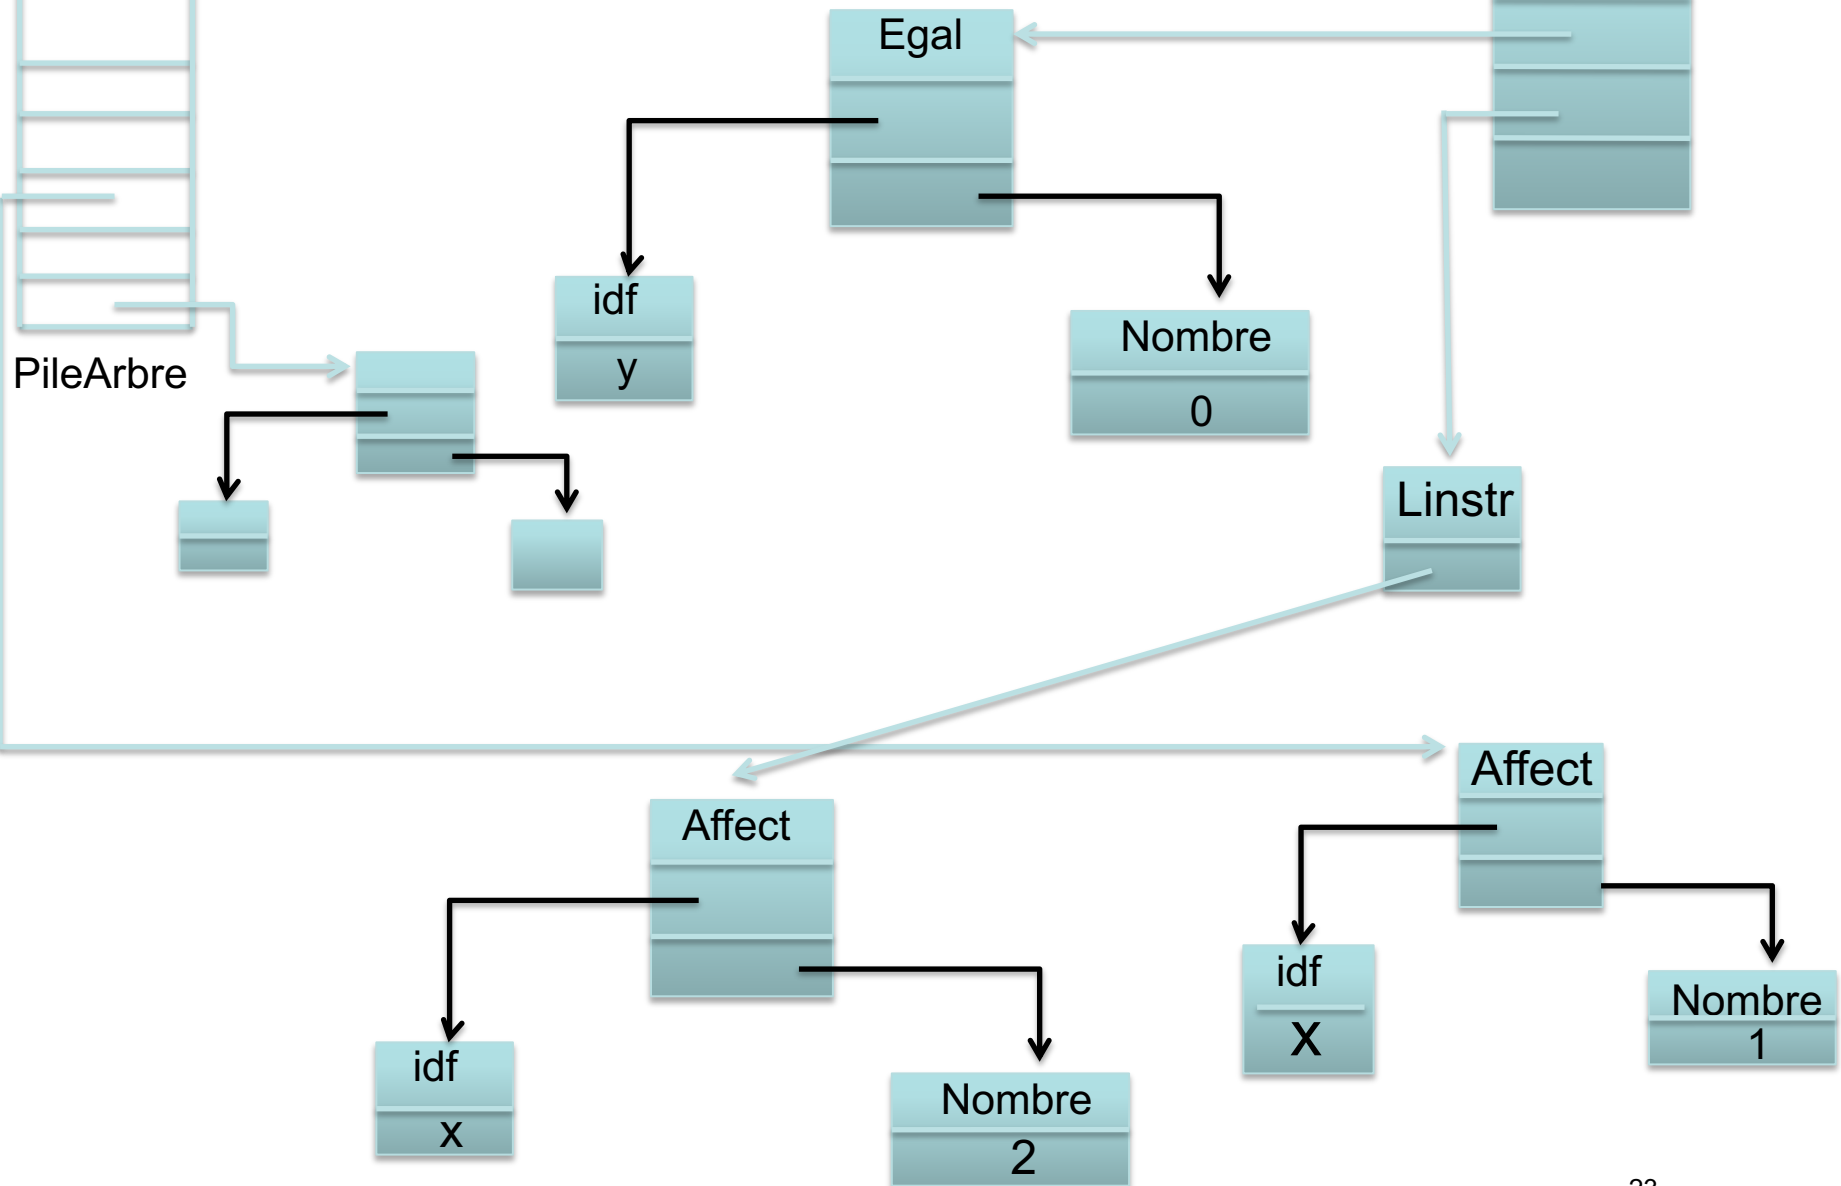 Egal
idf
y
Nombre
0
PileArbre
Linstr
Affect
idf
x
Nombre
2
Affect
idf
x
Nombre
1